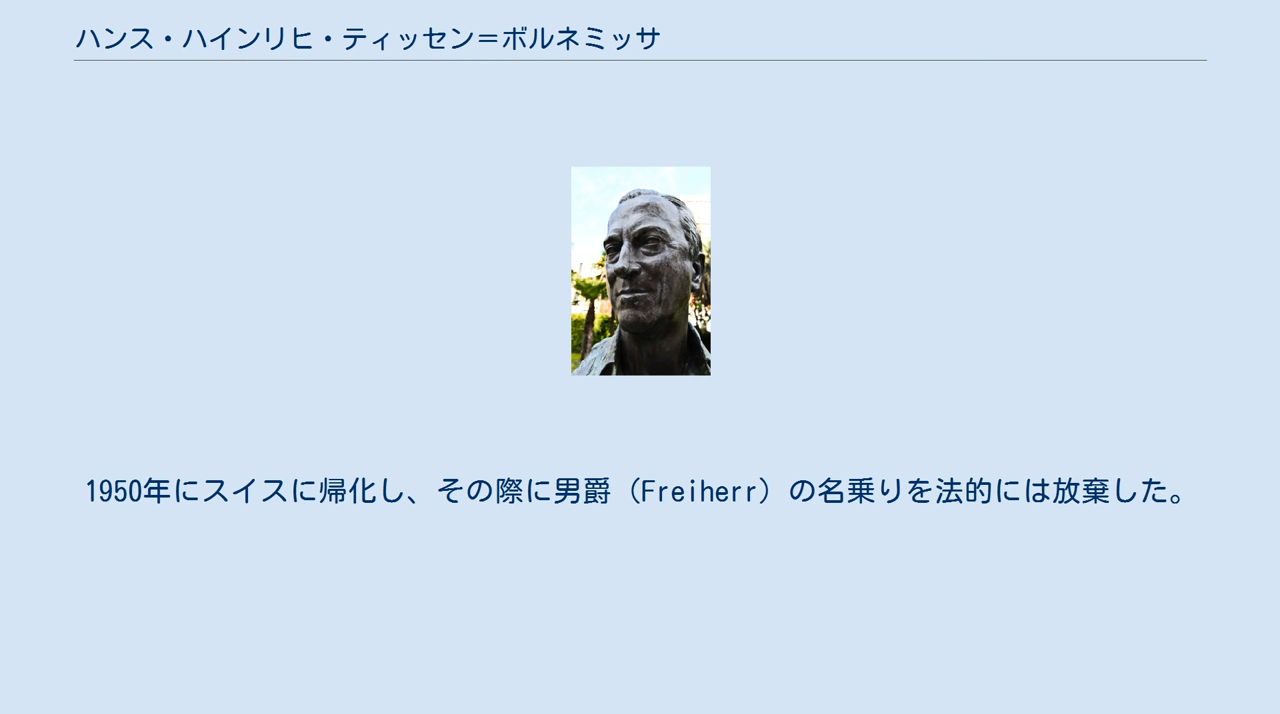 ハンス・ハインリヒ・ティッセン＝ボルネミッサ
1950年にスイスに帰化し、その際に男爵（Freiherr）の名乗りを法的には放棄した。